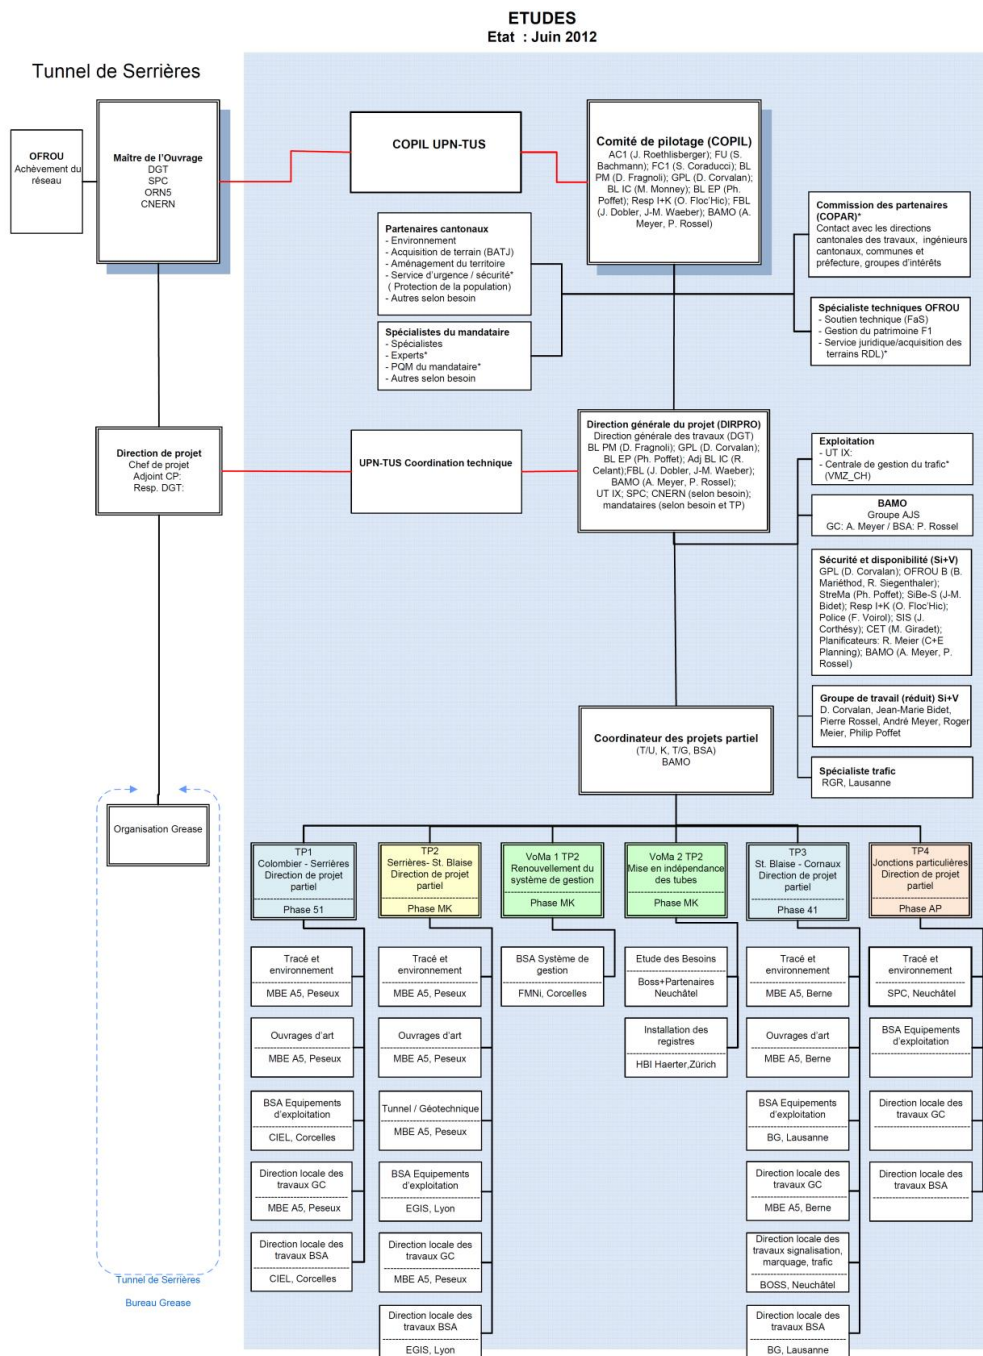 ETUDES
Etat : Juin 2012
Tunnel de Serrières
OFROU
Achèvement du
réseau
Maître de l'Ouvrage
DGT
SPC
ORN5
CNERN
COPIL UPN-TUS
Comité de pilotage (COPIL)
AC1 (J. Roethlisberger); FU (S.
Bachmann); FC1 (S. Coraducci); BL
PM (D. Fragnoli); GPL (D. Corvalan);
BL IC (M. Monney); BL EP (Ph.
Poffet); Resp I+K (O. Floc'Hic); FBL
(J. Dobler, J-M. Waeber); BAMO (A.
Meyer, P. Rossel)
Partenaires cantonaux
- Environnement
- Acquisition de terrain (BATJ)
- Aménagement du territoire
- Service d'urgence / sécurité*
( Protection de la population)
- Autres selon besoin
Commission des partenaires
(COPAR)*
Contact avec les directions
cantonales des travaux, ingénieurs
cantonaux, communes et
préfecture, groupes d'intérêts
Spécialistes du mandataire
- Spécialistes
- Experts*
- PQM du mandataire*
- Autres selon besoin
Spécialiste techniques OFROU
- Soutien technique (FaS)
- Gestion du patrimoine F1
- Service juridique/acquisition des
terrains RDL)*
Direction de projet
Chef de projet
Adjoint CP:
Resp. DGT:
UPN-TUS Coordination technique
Direction générale du projet (DIRPRO)
Direction générale des travaux (DGT)
BL PM (D. Fragnoli); GPL (D. Corvalan);
BL EP (Ph. Poffet); Adj BL IC (R.
Celant);FBL (J. Dobler, J-M. Waeber);
BAMO (A. Meyer, P. Rossel);
UT IX; SPC; CNERN (selon besoin);
mandataires (selon besoin et TP)
Exploitation
- UT IX:
- Centrale de gestion du trafic*
(VMZ_CH)
BAMO
Groupe AJS
GC: A. Meyer / BSA: P. Rossel
Sécurité et disponibilité (Si+V)
GPL (D. Corvalan); OFROU B (B.
Mariéthod, R. Siegenthaler);
StreMa (Ph. Poffet); SiBe-S (J-M.
Bidet); Resp I+K (O. Floc'Hic);
Police (F. Voirol); SIS (J.
Corthésy); CET (M. Giradet);
Planificateurs: R. Meier (C+E
Planning); BAMO (A. Meyer, P.
Rossel)
Groupe de travail (réduit) Si+V
D. Corvalan, Jean-Marie Bidet,
Pierre Rossel, André Meyer, Roger
Meier, Philip Poffet
Spécialiste trafic
RGR, Lausanne
Coordinateur des projets partiel
(T/U, K, T/G, BSA)
BAMO
Organisation Grease
Tunnel de Serrières
Bureau Grease
TP1
Colombier - Serrières
Direction de projet
partiel
Phase 51
Tracé et
environnement
MBE A5, Peseux
Ouvrages d'art
MBE A5, Peseux
BSA Equipements
d'exploitation
CIEL, Corcelles
Direction locale des
travaux GC
MBE A5, Peseux
Direction locale des
travaux BSA
CIEL, Corcelles
TP2
Serrières- St. Blaise
Direction de projet
partiel
Phase MK
Tracé et
environnement
MBE A5, Peseux
Ouvrages d'art
MBE A5, Peseux
Tunnel / Géotechnique
MBE A5, Peseux
BSA Equipements
d'exploitation
EGIS, Lyon
Direction locale des
travaux GC
MBE A5, Peseux
Direction locale des
travaux BSA
EGIS, Lyon
VoMa 1 TP2
Renouvellement du
système de gestion
Phase MK
BSA Système de
gestion
FMNi, Corcelles
VoMa 2 TP2
Mise en indépendance
des tubes
Phase MK
Etude des Besoins
Boss+Partenaires
Neuchâtel
Installation des
registres
HBI Haerter,Zürich
TP3
St. Blaise - Cornaux
Direction de projet
partiel
Phase 41
Tracé et
environnement
MBE A5, Berne
Ouvrages d'art
MBE A5, Berne
BSA Equipements
d'exploitation
BG, Lausanne
Direction locale des
travaux GC
MBE A5, Berne
Direction locale des
travaux signalisation,
marquage, trafic
BOSS, Neuchâtel
Direction locale des
travaux BSA
BG, Lausanne
TP4
Jonctions particulières
Direction de projet
partiel
Phase AP
Tracé et
environnement
SPC, Neuchâtel
BSA Equipements
d'exploitation
Direction locale des
travaux GC
Direction locale des
travaux BSA